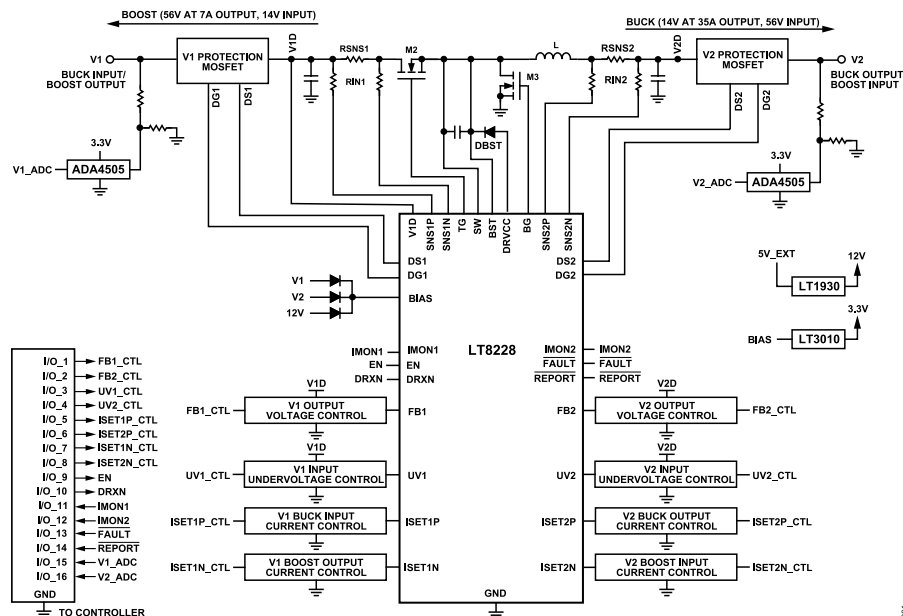 BOOST (56V AT 7A OUTPUT, 14V INPUT)
BUCK (14V AT 35A OUTPUT, 56V INPUT)
V1
BUCK INPUT/
BOOST OUTPUT
V1 PROTECTION
MOSFET
DG1
DS1
V1D
RSNS1
RIN1
M2
M3
L
RSNS2
RIN2
V2D
V2 PROTECTION
MOSFET
DS2
DG2
V2
BUCK OUTPUT
BOOST INPUT
DBST
3.3V
V1_ADC
ADA4505
3.3V
V2_ADC
ADA4505
V1D
SNS1P
SNS1N
TG
SW
BST
DRVCC
BG
SNS2P
SNS2N
DS1
DG1
DS2
DG2
V1
V2
12V
BIAS
LT8228
5V_EXT
12V
LT1930
3.3V
BIAS
LT3010
IMON1
IMON1
EN
EN
DRXN
DRXN
IMON2
IMON2
FAULT
FAULT
REPORT
REPORT
V1D
FB1_CTL
V1 OUTPUT
VOLTAGE CONTROL
FB1
V2D
FB2
V2 OUTPUT
VOLTAGE CONTROL
FB2_CTL
V1D
UV1_CTL
V1 INPUT
UNDERVOLTAGE CONTROL
UV1
V2D
UV2
V2 INPUT
UNDERVOLTAGE CONTROL
UV2_CTL
ISET1P_CTL
V1 BUCK INPUT
CURRENT CONTROL
ISET1P
ISET2P
V2 BUCK OUTPUT
CURRENT CONTROL
ISET2P_CTL
ISET1N_CTL
V1 BOOST OUTPUT
CURRENT CONTROL
ISET1N
ISET2N
V2 BOOST INPUT
CURRENT CONTROL
ISET2N_CTL
GND
I/O_1 FB1_CTL
I/O_2 FB2_CTL
I/O_3 UV1_CTL
I/O_4 UV2_CTL
I/O_5 ISET1P_CTL
I/O_6 ISET2P_CTL
I/O_7 ISET1N_CTL
I/O_8 ISET2N_CTL
I/O_9 EN
I/O_10 DRXN
I/O_11 IMON1
I/O_12 IMON2
I/O_13 FAULT
I/O_14 REPORT
I/O_15 V1_ADC
I/O_16 V2_ADC
GND
TO CONTROLLER